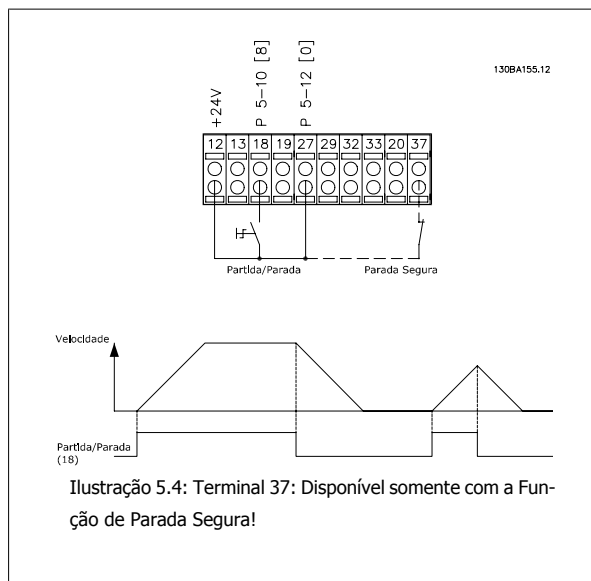 130BA155.12
+24V
P 5-10 [8]
P 5-12 [0]
12 13 18 19 27 29 32 33 20 37
Partida/Parada
Parada Segura
Velocidade
Partida/Parada
(18)
Ilustração 5.4: Terminal 37: Disponível somente com a Fun-
ção de Parada Segura!